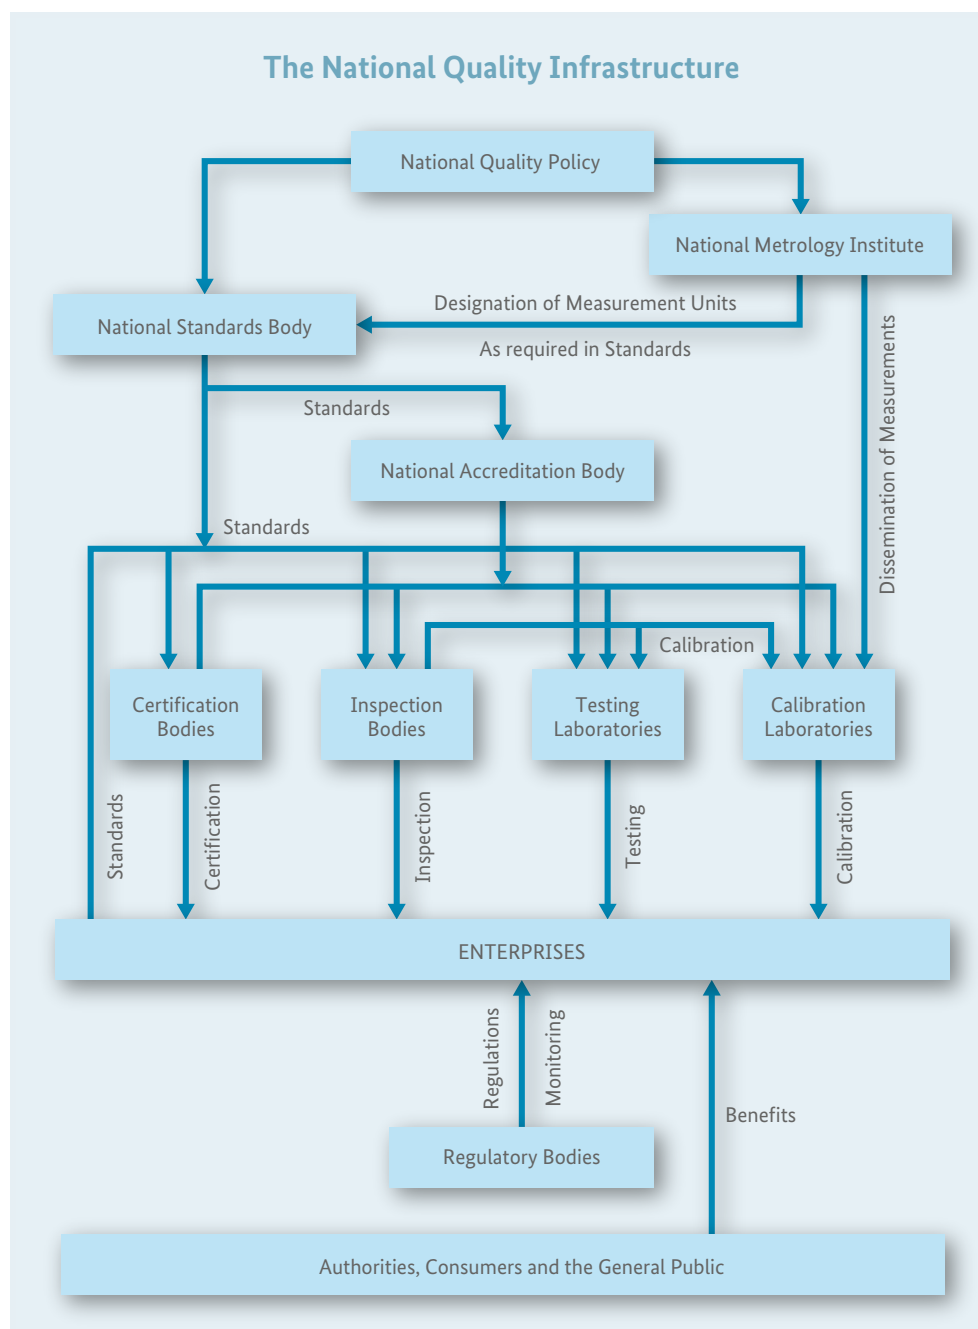 The National Quality Infrastructure
National Quality Policy
National Metrology Institute
Designation of Measurement Units
National Standards Body
As required in Standards
Dissemination of Measurements
Standards
National Accreditation Body
Standards
Calibration
Certification
Bodies
Inspection
Bodies
Testing
Laboratories
Calibration
Laboratories
Standards
Certification
Inspection
Testing
Calibration
ENTERPRISES
Regulations
Monitoring
Benefits
Regulatory Bodies
Authorities, Consumers and the General Public